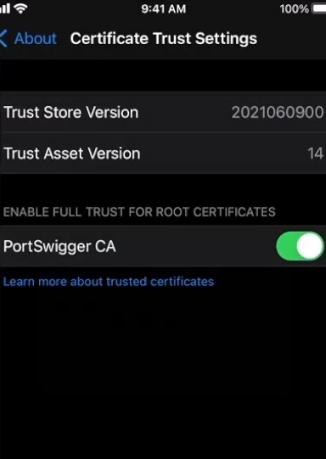 9:41 AM 100%
About Certificate Trust Settings
Trust Store Version 2021060900
Trust Asset Version 14
ENABLE FULL TRUST FOR ROOT CERTIFICATES
PortSwigger CA
Learn more about trusted certificates